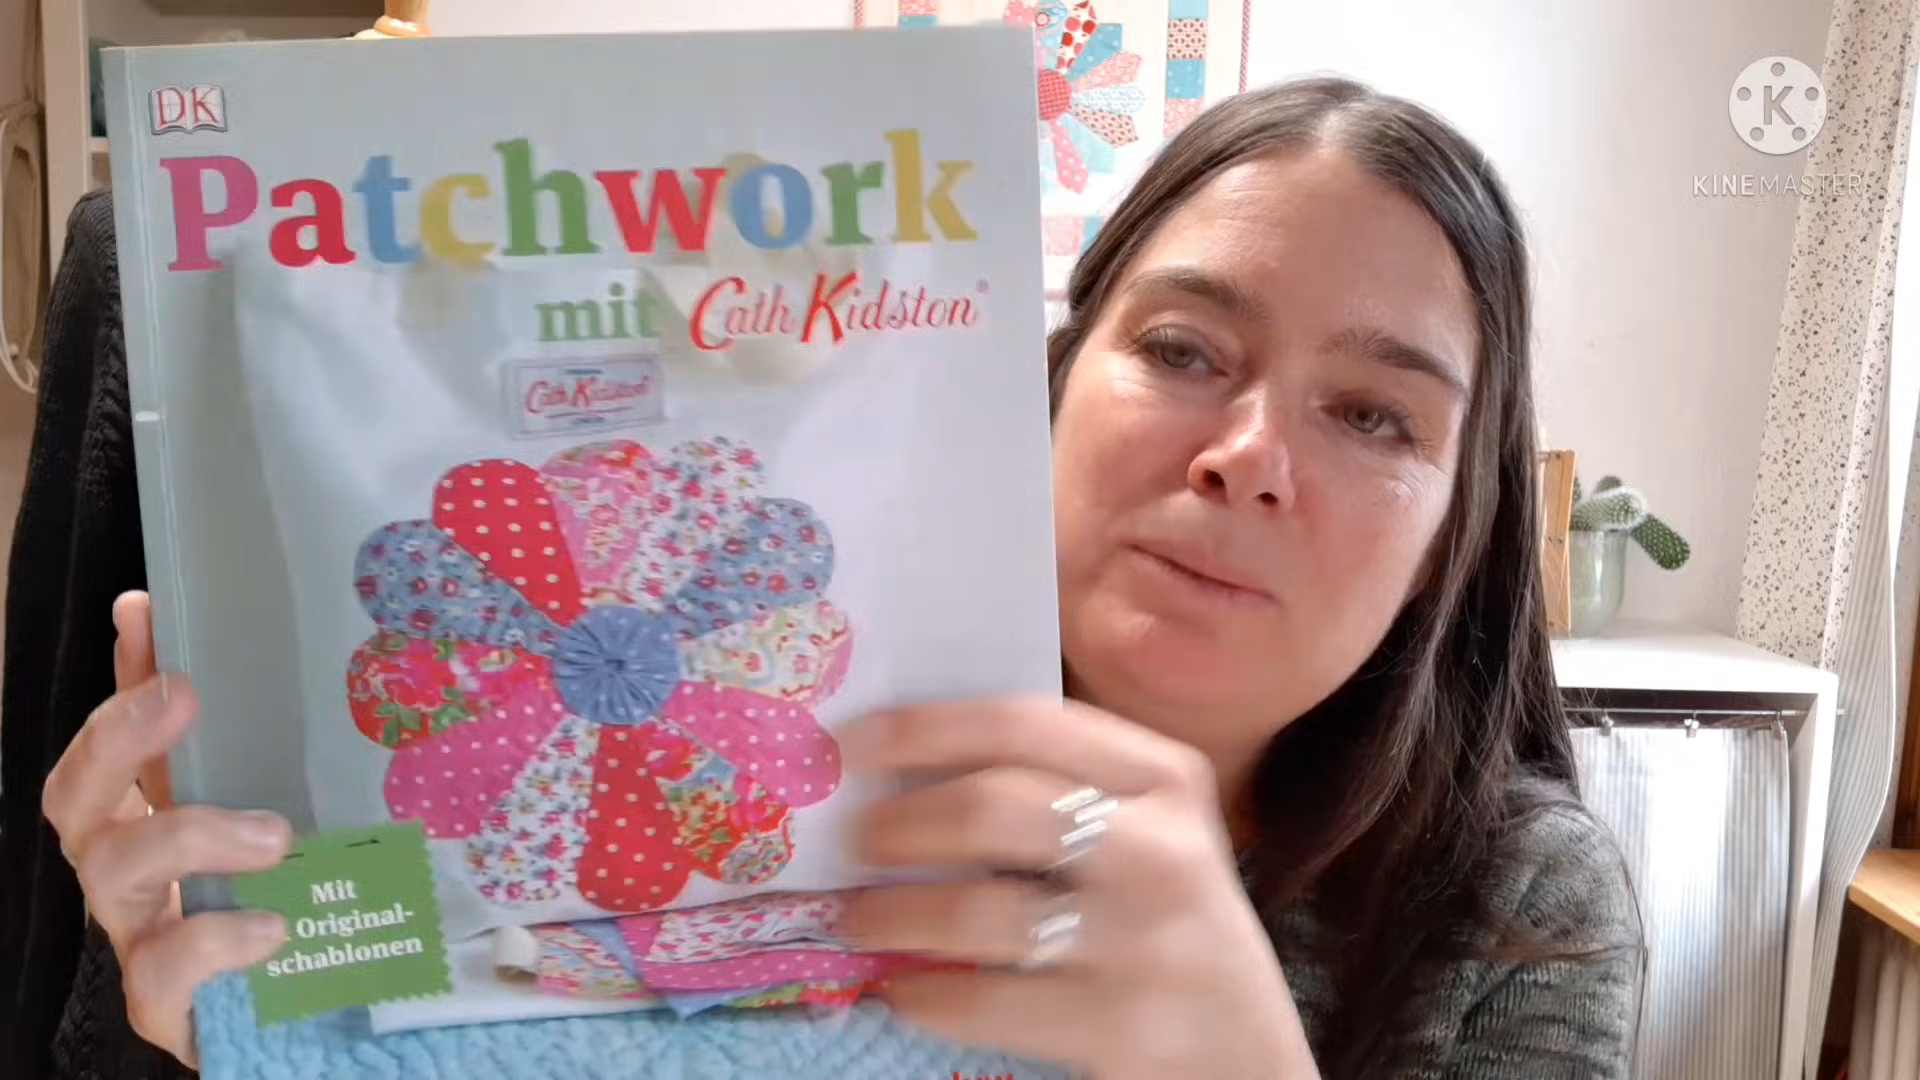 DK
Patchwork
mit Cath Kidston®
Cath Kidston
Mit
Original-
schablonen
K
KINEMASTER